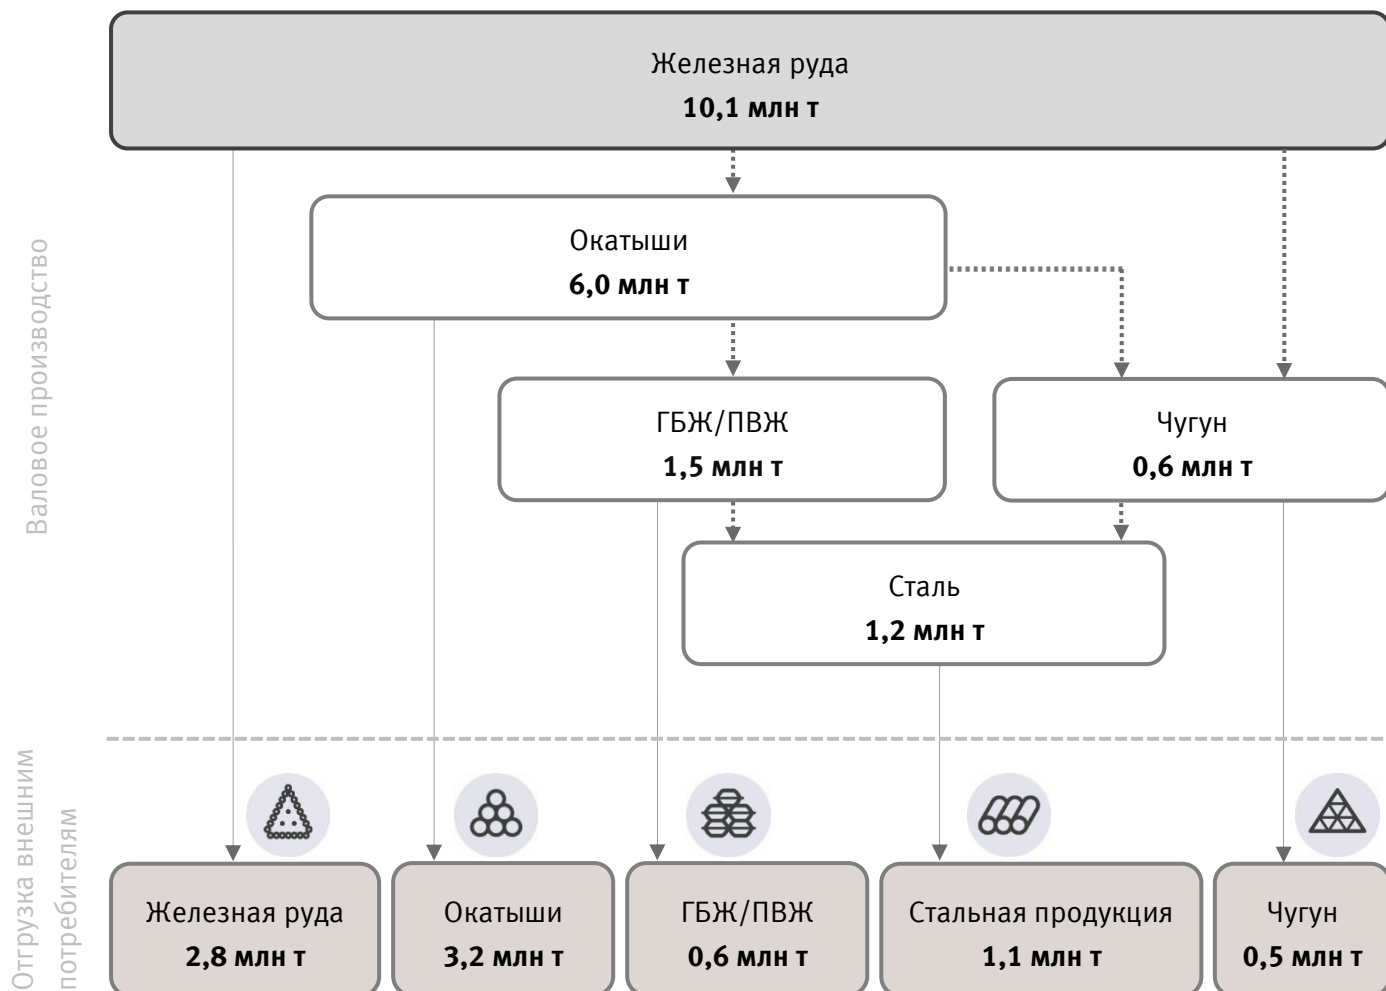 Железная руда
10,1 млн т
Окатыши
6,0 млн т
ГБЖ/ПВЖ
1,5 млн т
Чугун
0,6 млн т
Сталь
1,2 млн т
Валовое производство
Отгрузка внешним
потребителям
Железная руда
2,8 млн т
Окатыши
3,2 млн т
ГБЖ/ПВЖ
0,6 млн т
Стальная продукция
1,1 млн т
Чугун
0,5 млн т